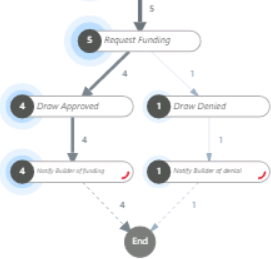 5
5 Request Funding
4 1
4 Draw Approved 1 Draw Denied
4 1
4 Notify Builder of funding 1 Notify Builder of denial
4 1
End